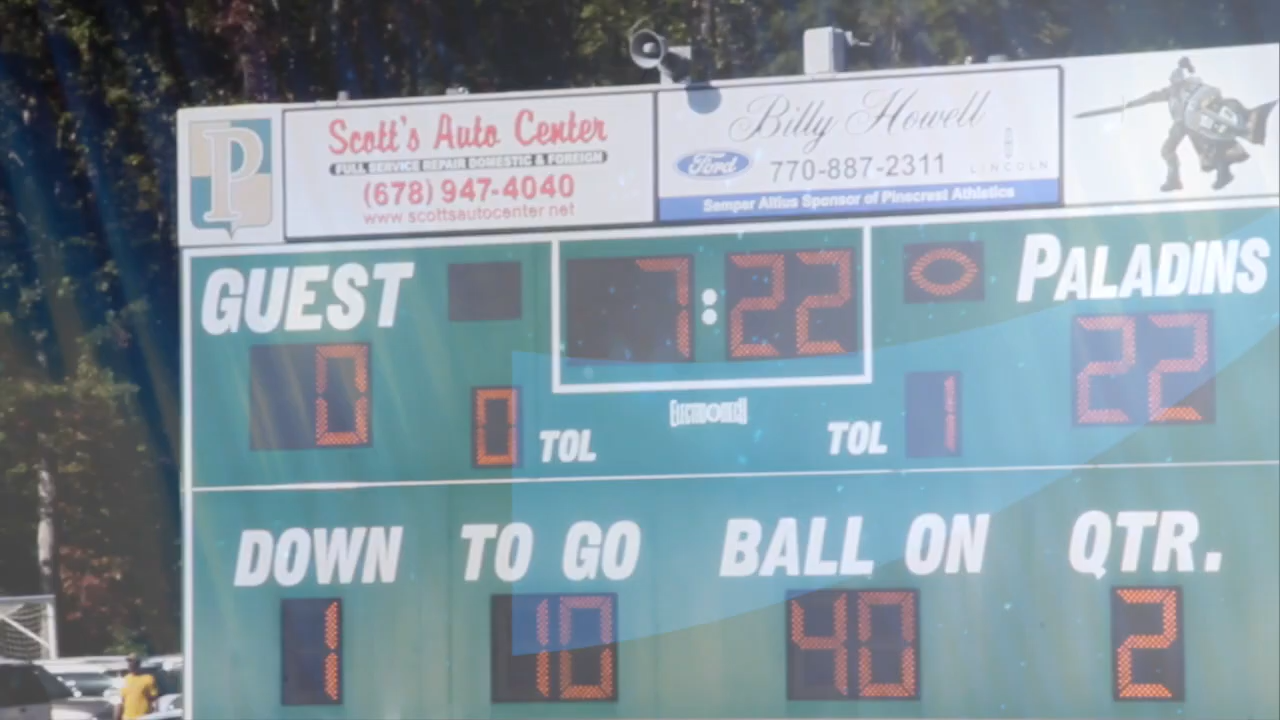 P
Scott's Auto Center
FULL SERVICE REPAIR DOMESTIC & FOREIGN
(678) 947-4040
www.scottsautocenter.net
Billy Howell
Ford
770-887-2311
LINCOLN
Semper Altius Sponsor of Pinecrest Athletics
GUEST
7:22
PALADINS
0
22
0 TOL
TOL 1
DOWN TO GO BALL ON QTR.
1 10 40 2